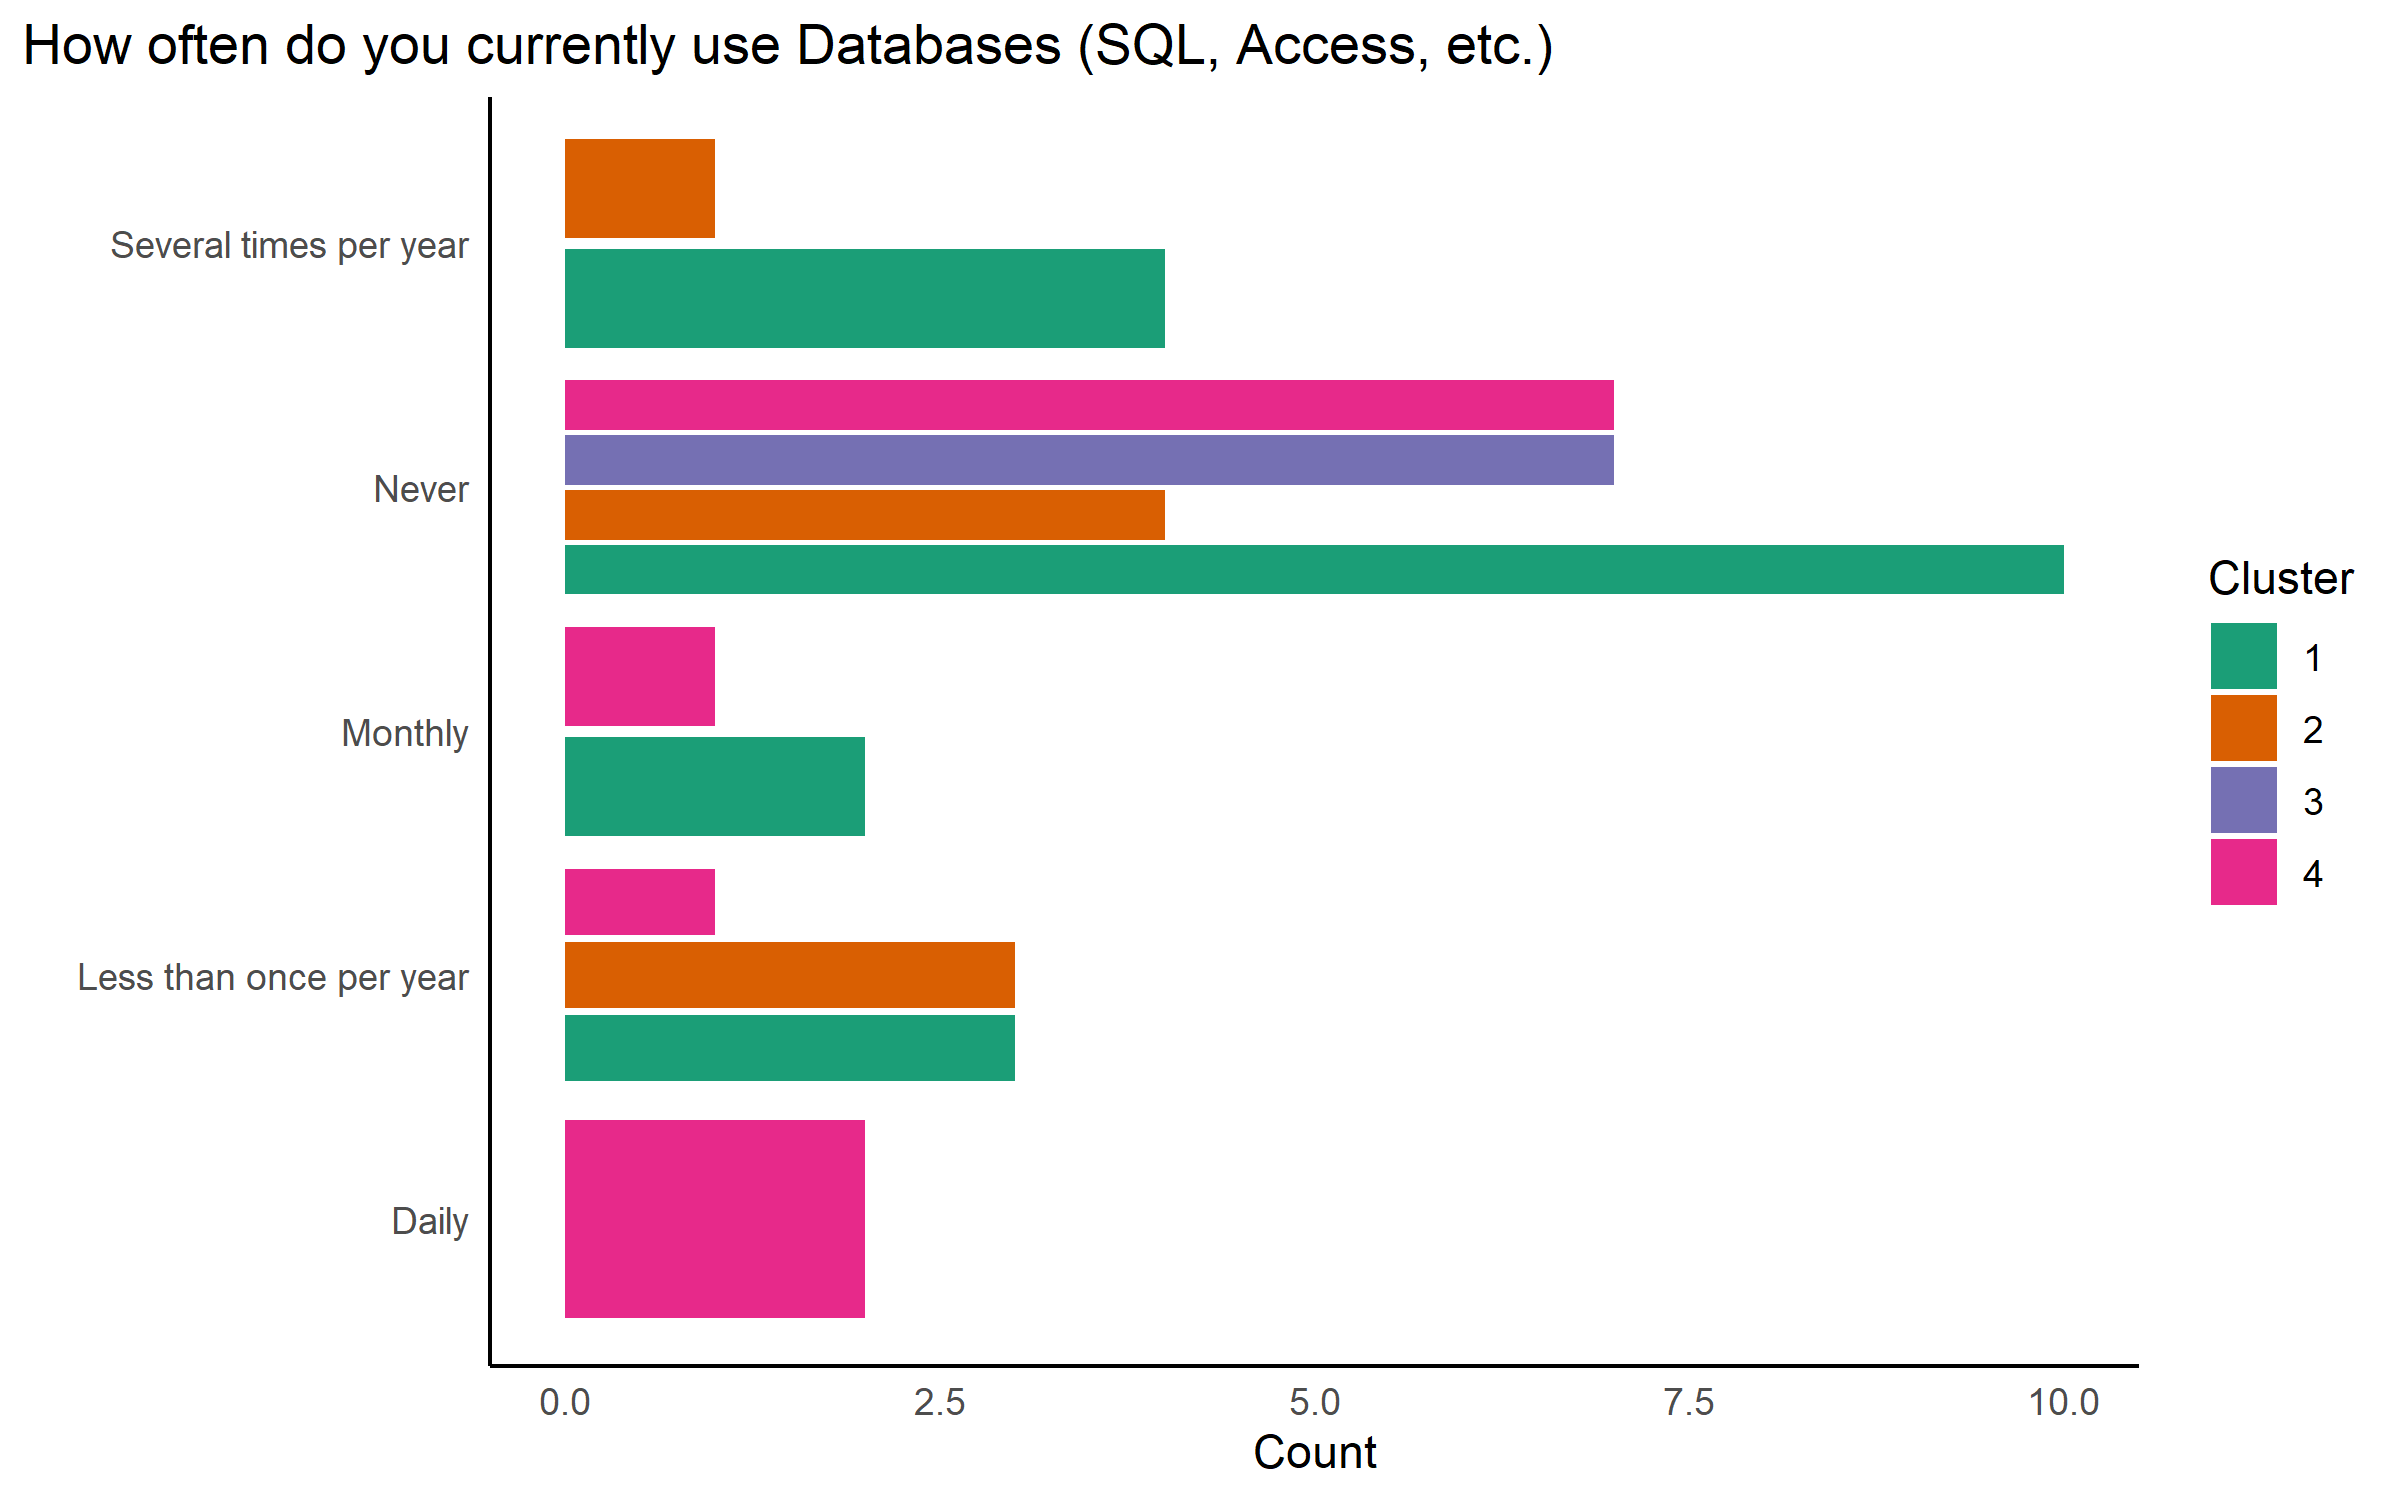 How often do you currently use Databases (SQL, Access, etc.)
Several times per year
Never
Monthly
Less than once per year
Daily
0.0 2.5 5.0 7.5 10.0
Count
Cluster
1
2
3
4